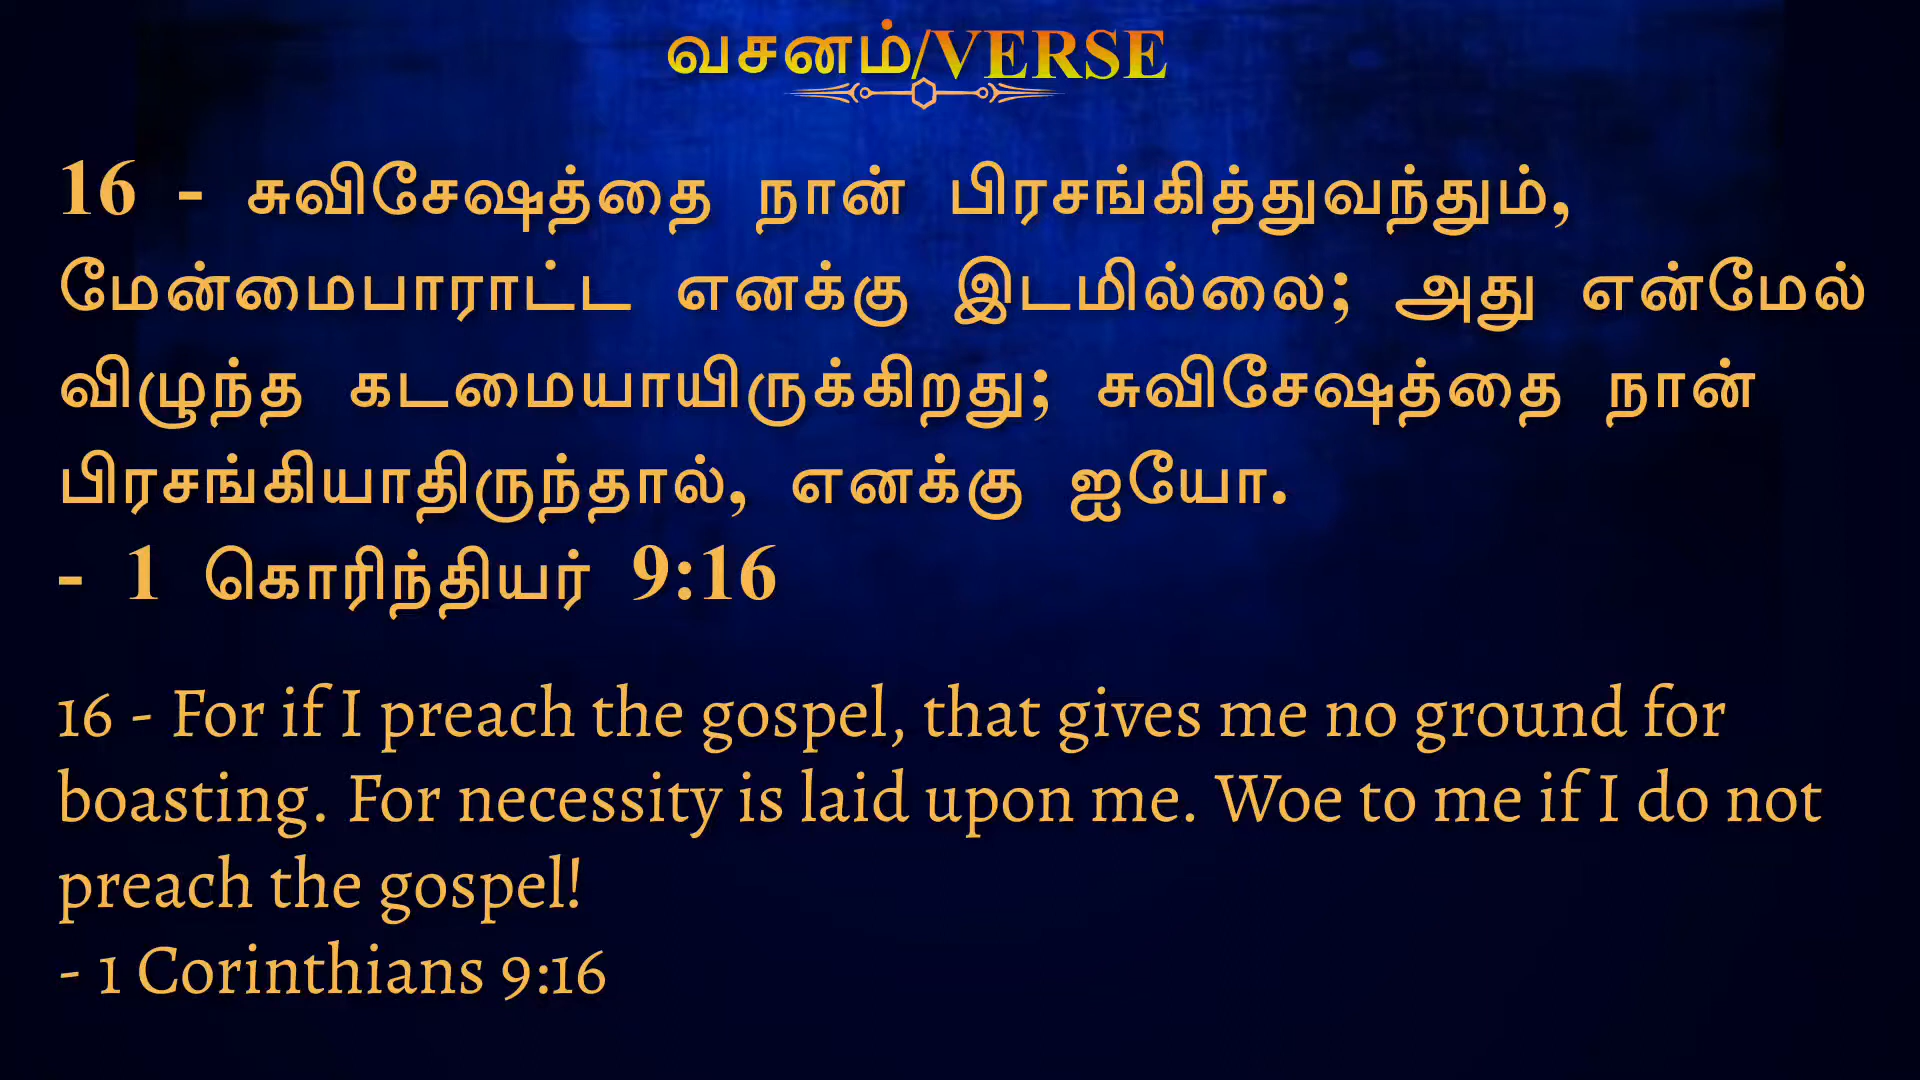 வசனம்/VERSE
16 - சுவிசேஷத்தை நான் பிரசங்கித்துவந்தும்,
மேன்மைபாராட்ட எனக்கு இடமில்லை; அது என்மேல்
விழுந்த கடமையாயிருக்கிறது; சுவிசேஷத்தை நான்
பிரசங்கியாதிருந்தால், எனக்கு ஐயோ.
- 1 கொரிந்தியர் 9:16
16 - For if I preach the gospel, that gives me no ground for
boasting. For necessity is laid upon me. Woe to me if I do not
preach the gospel!
- 1 Corinthians 9:16